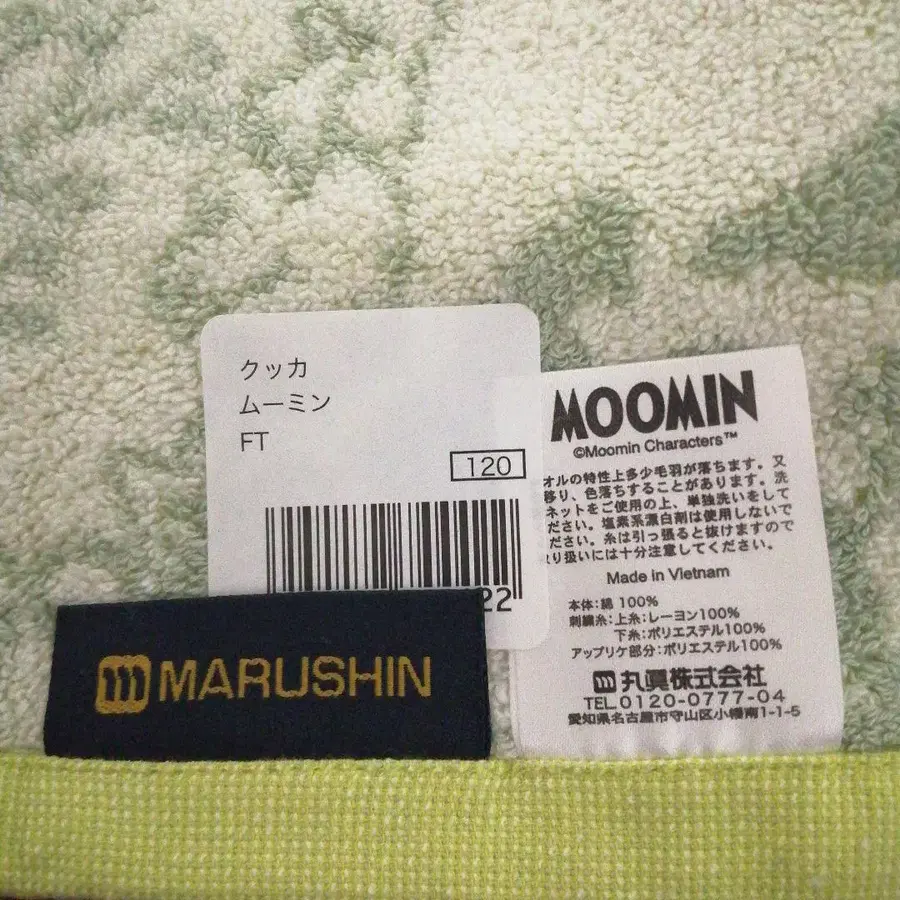 クッカ
ムーミン
FT
120
22
MARUSHIN
MOOMIN
©Moomin Characters™
オルの特性上多少毛羽が落ちます。又
移り、色落ちすることがあります。洗
ネットをご使用の上、単独洗いをして
ださい。塩素系漂白剤は使用しないで
ださい。糸は引っ張ると抜けますので
り扱いには十分注意してください。
Made in Vietnam
本体:綿 100%
刺繍糸:上糸:レーヨン100%
下糸:ポリエステル100%
アップリケ部分:ポリエステル100%
丸眞株式会社
TEL.0120-0777-04
愛知県名古屋市守山区小幡南1-1-5